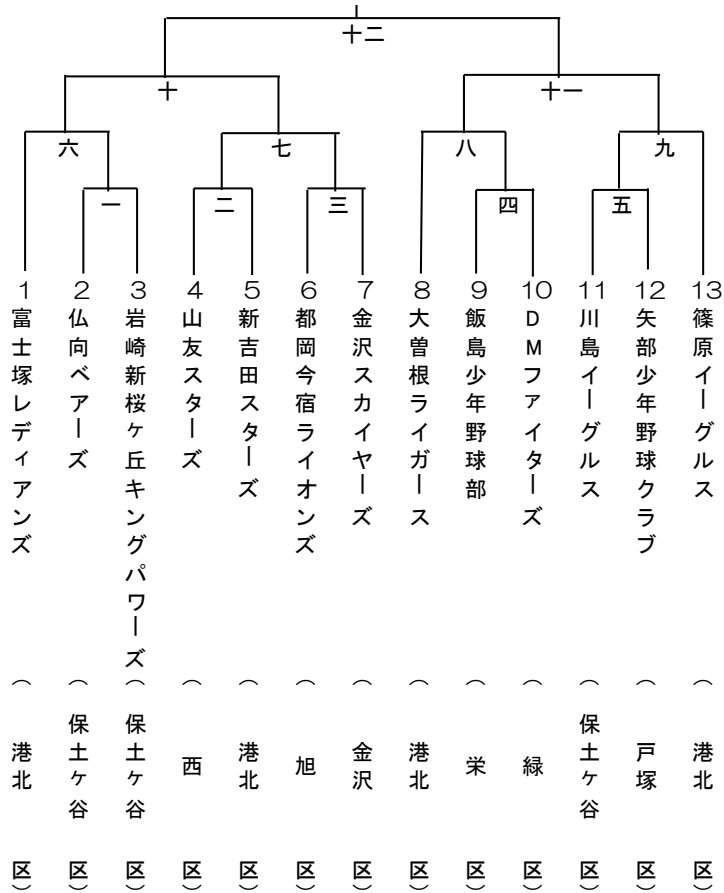 十二
十
十一
六
七
八
九
一
二
三
四
五
1 富士塚レディアンズ (港北区)
2 仏向ベアーズ (保土ヶ谷区)
3 岩崎新桜ヶ丘キングパワーズ (保土ヶ谷区)
4 山友スターズ (西区)
5 新吉田スターズ (港北区)
6 都岡今宿ライオンズ (旭区)
7 金沢スカイヤーズ (金沢区)
8 大曽根ライガース (港北区)
9 飯島少年野球部 (栄区)
10 DMファイターズ (緑区)
11 川島イーグルス (保土ヶ谷区)
12 矢部少年野球クラブ (戸塚区)
13 篠原イーグルス (港北区)